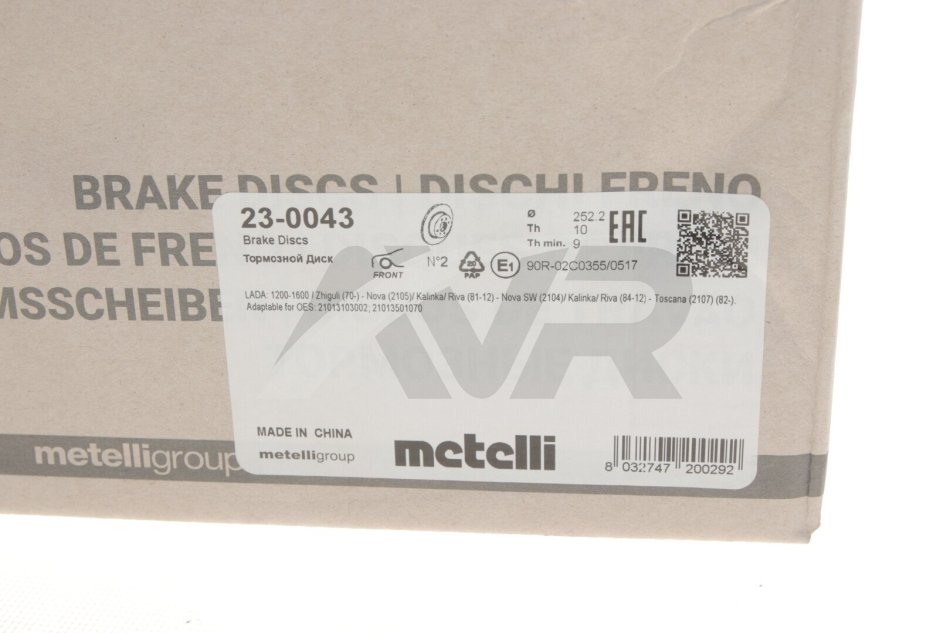 BRAKE DISCS | DISCHI FRENO
OS DE FRE
MSSCHEIBE
23-0043
Brake Discs
Тормозной Диск
FRONT
N°2
20
PAP
E1
Ø 252.2
Th 10
Th min. 9
EAC
90R-02C0355/0517
LADA: 1200-1600 / Zhiguli (70-) - Nova (2105)/ Kalinka/ Riva (81-12) - Nova SW (2104)/ Kalinka/ Riva (84-12) - Toscana (2107) (82-).
Adaptable for OES: 21013103002; 21013501070
AVR
MADE IN CHINA
metelligroup
metelli
8 032747 200292
metelligroup